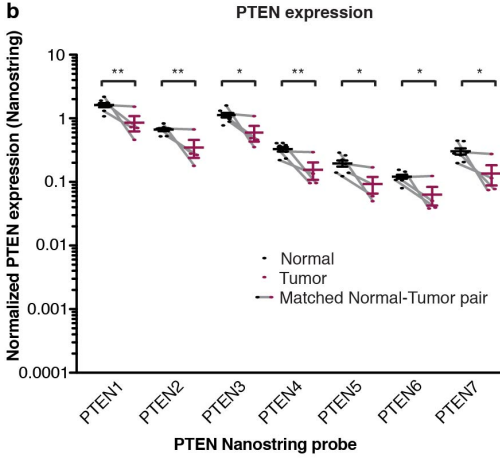 b
PTEN expression
Normalized PTEN expression (Nanostring)
10
1
0.1
0.01
0.001
0.0001
** ** * ** * * *
Normal
Tumor
Matched Normal-Tumor pair
PTEN1 PTEN2 PTEN3 PTEN4 PTEN5 PTEN6 PTEN7
PTEN Nanostring probe